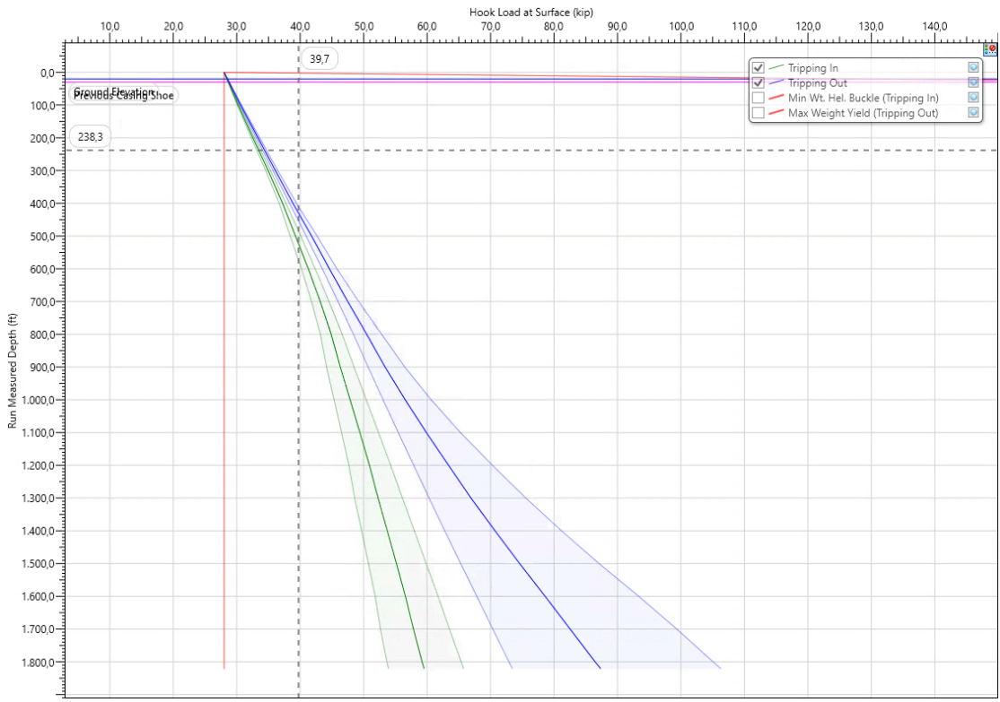 Hook Load at Surface (kip)
10,0 20,0 30,0 40,0 50,0 60,0 70,0 80,0 90,0 100,0 110,0 120,0 130,0 140,0
39,7
0,0
Ground Elevation
Previous Casing Shoe
100,0
238,3
200,0
300,0
400,0
500,0
600,0
700,0
800,0
900,0
1.000,0
1.100,0
1.200,0
1.300,0
1.400,0
1.500,0
1.600,0
1.700,0
1.800,0
Run Measured Depth (ft)
Tripping In
Tripping Out
Min Wt. Hel. Buckle (Tripping In)
Max Weight Yield (Tripping Out)